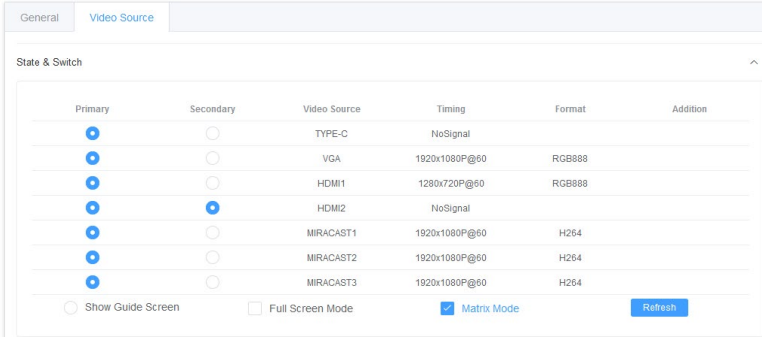 General Video Source
State & Switch
Primary Secondary Video Source Timing Format Addition
TYPE-C NoSignal
VGA 1920x1080P@60 RGB888
HDMI1 1280x720P@60 RGB888
HDMI2 NoSignal
MIRACAST1 1920x1080P@60 H264
MIRACAST2 1920x1080P@60 H264
MIRACAST3 1920x1080P@60 H264
Show Guide Screen Full Screen Mode Matrix Mode Refresh